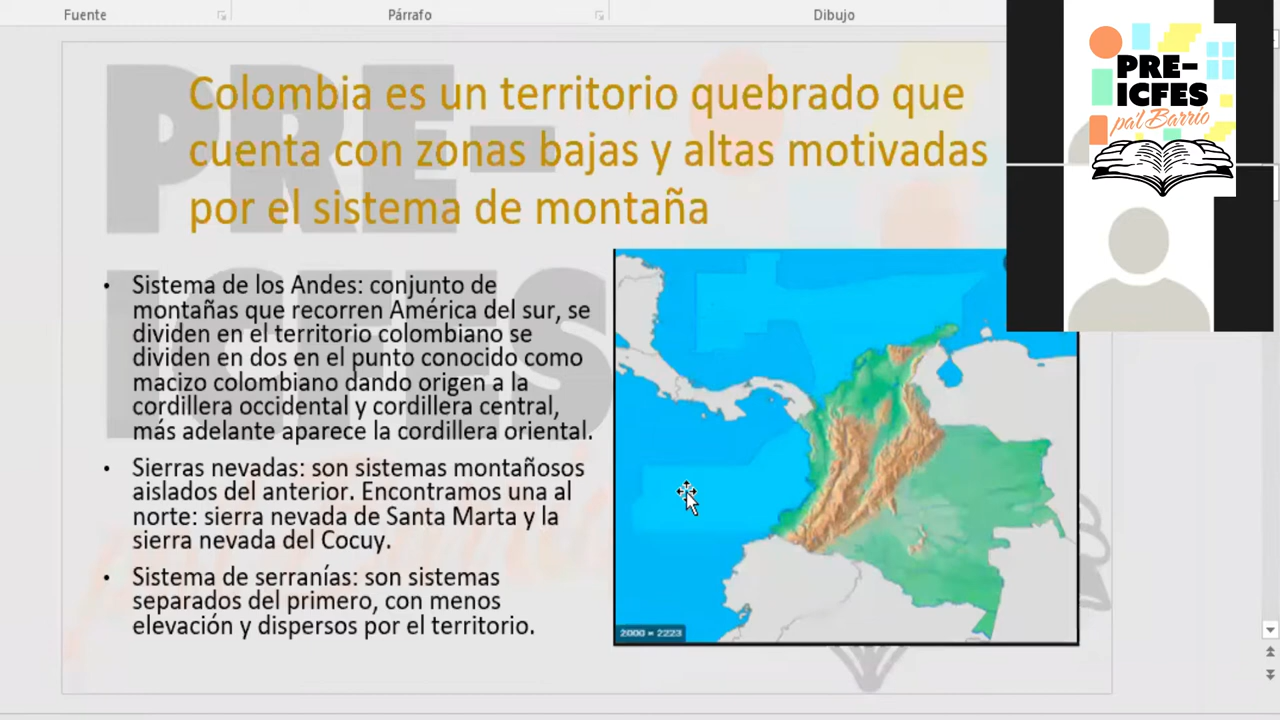 Fuente
Párrafo
Dibujo
PRE-
ICFES
pa'l Barrio
PRE-
ICFES
Colombia es un territorio quebrado que
cuenta con zonas bajas y altas motivadas
por el sistema de montaña
• Sistema de los Andes: conjunto de
montañas que recorren América del sur, se
dividen en el territorio colombiano se
dividen en dos en el punto conocido como
macizo colombiano dando origen a la
cordillera occidental y cordillera central,
más adelante aparece la cordillera oriental.
• Sierras nevadas: son sistemas montañosos
aislados del anterior. Encontramos una al
norte: sierra nevada de Santa Marta y la
sierra nevada del Cocuy.
• Sistema de serranías: son sistemas
separados del primero, con menos
elevación y dispersos por el territorio.
2000 = 2223